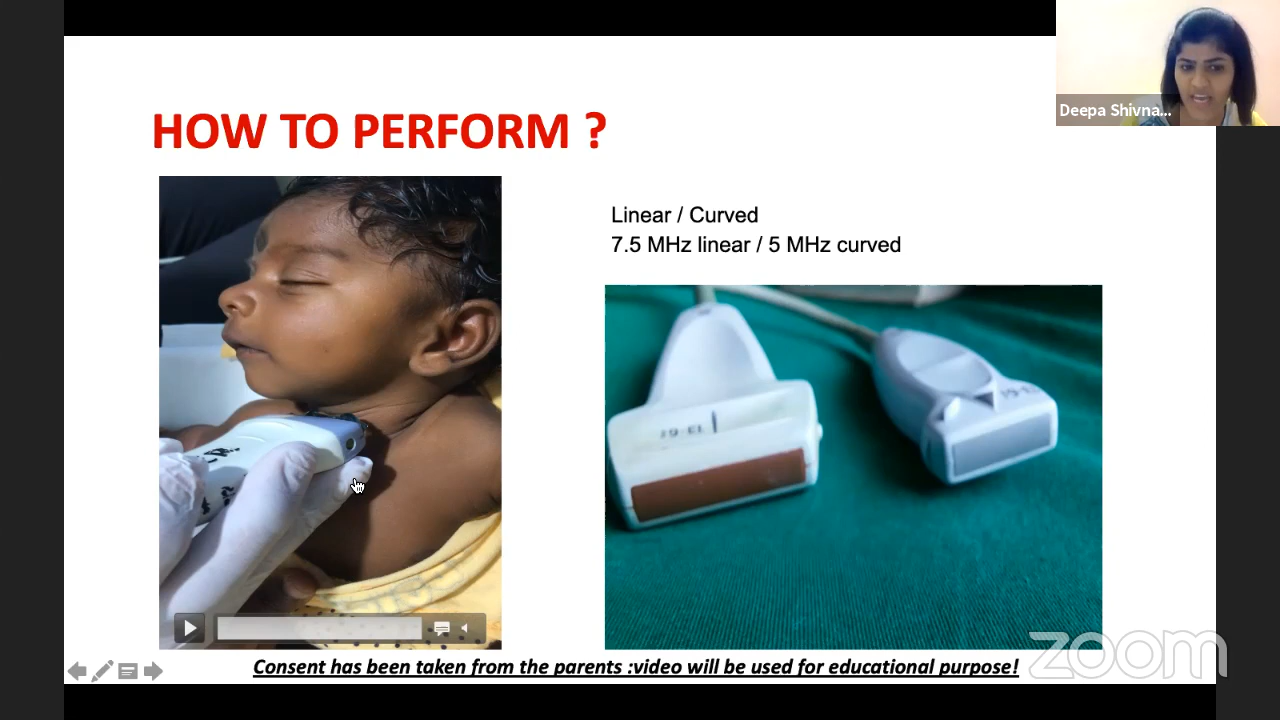 Deepa Shivna...
HOW TO PERFORM ?
Linear / Curved
7.5 MHz linear / 5 MHz curved
Consent has been taken from the parents :video will be used for educational purpose!
zoom